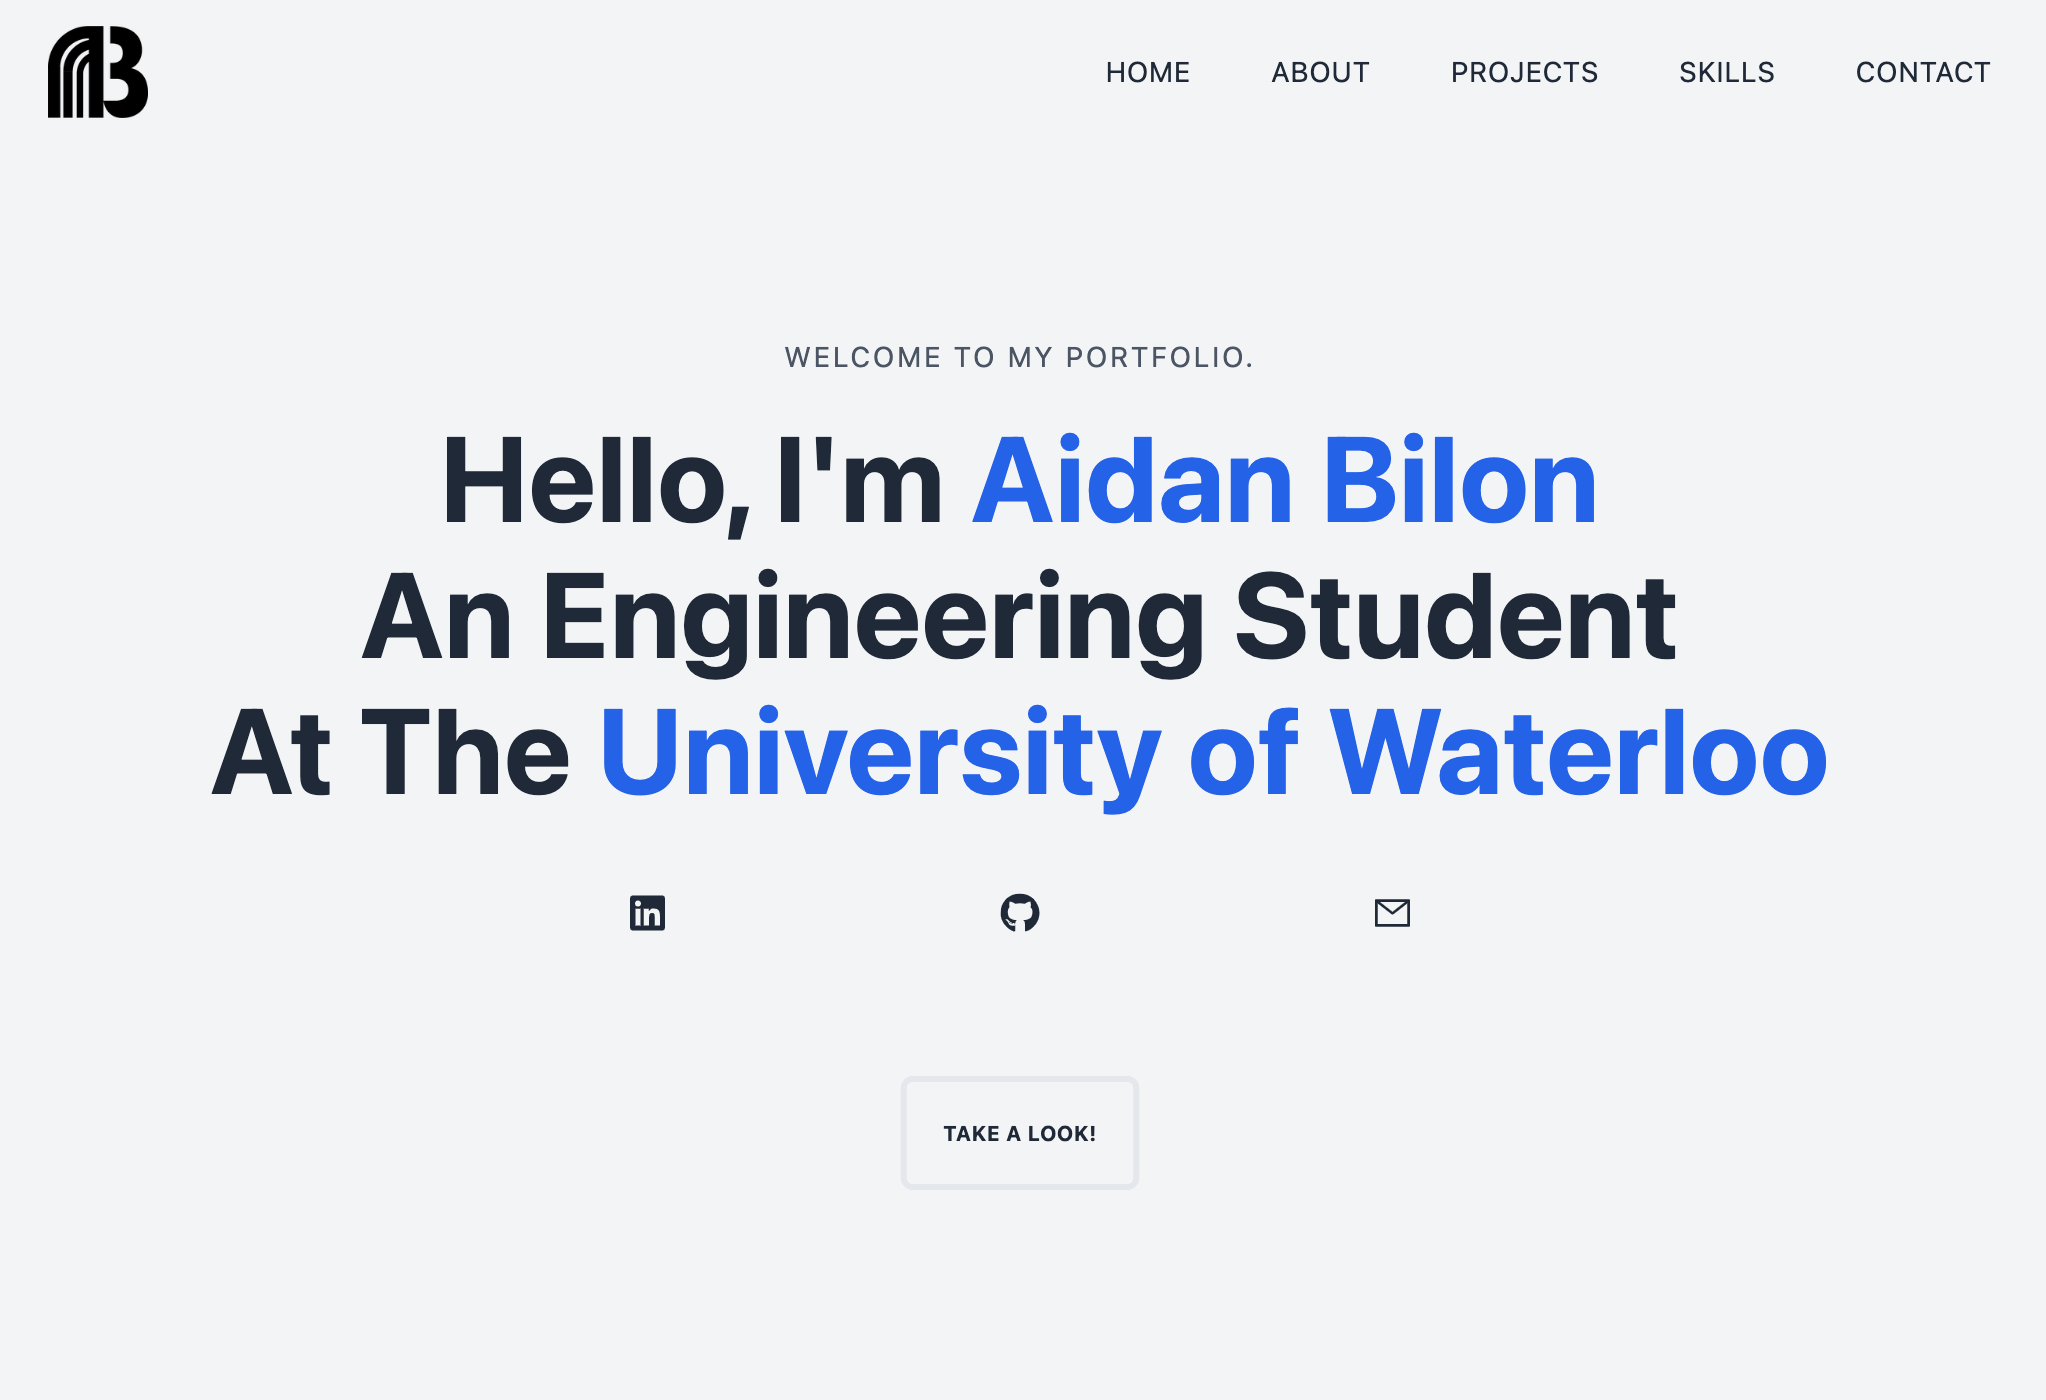 AB
HOME ABOUT PROJECTS SKILLS CONTACT
WELCOME TO MY PORTFOLIO.
Hello, I'm Aidan Bilon
An Engineering Student
At The University of Waterloo
in
TAKE A LOOK!